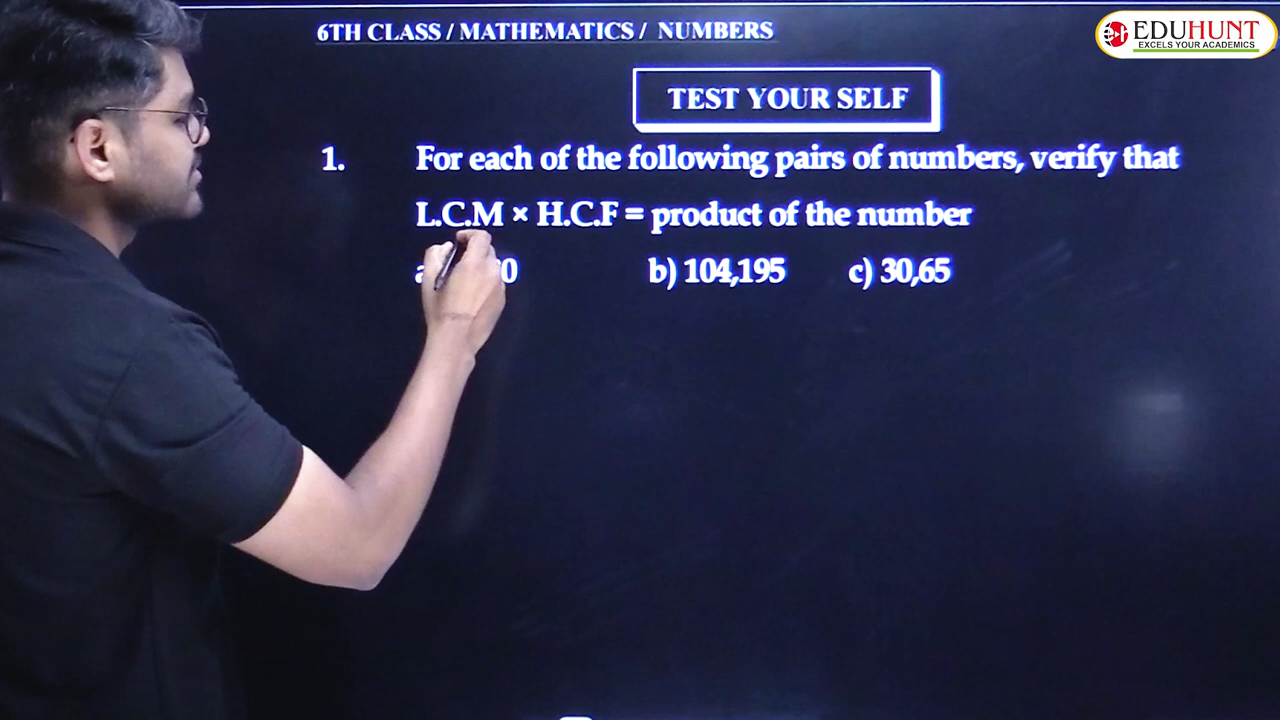 6TH CLASS / MATHEMATICS / NUMBERS
EDUHUNT
EXCELS YOUR ACADEMICS
TEST YOUR SELF
1. For each of the following pairs of numbers, verify that
L.C.M × H.C.F = product of the number
b) 104,195 c) 30,65